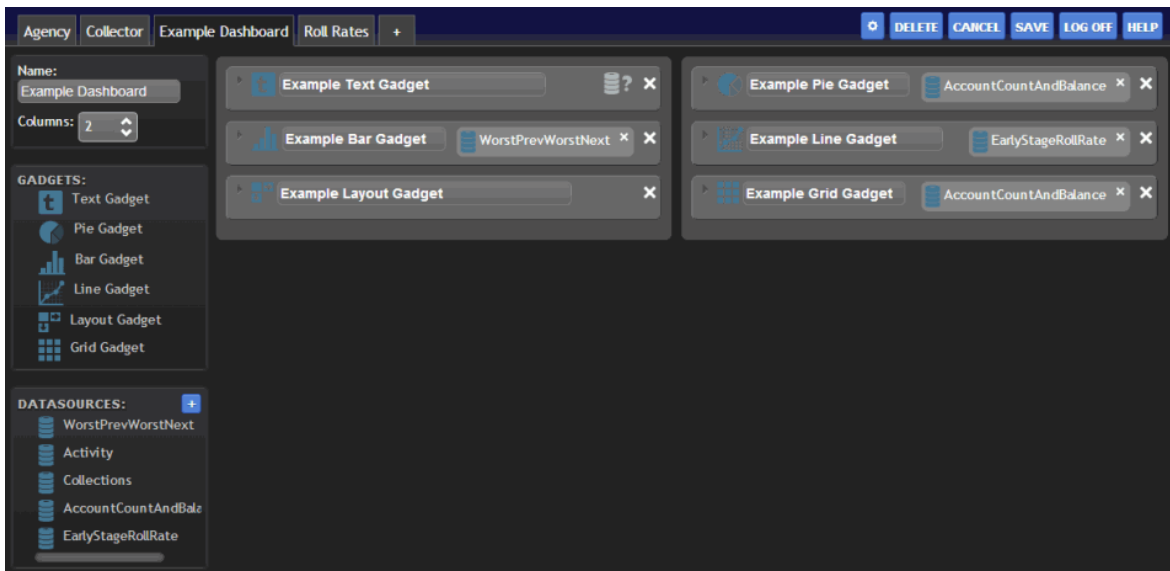 Agency Collector Example Dashboard Roll Rates + DELETE CANCEL SAVE LOG OFF HELP
Name:
Example Dashboard
Columns: 2
GADGETS:
t Text Gadget
Pie Gadget
Bar Gadget
Line Gadget
Layout Gadget
Grid Gadget
DATASOURCES: +
WorstPrevWorstNext
Activity
Collections
AccountCountAndBala
EarlyStageRollRate
t Example Text Gadget ? ×
Example Bar Gadget WorstPrevWorstNext × ×
Example Layout Gadget ×
Example Pie Gadget AccountCountAndBalance × ×
Example Line Gadget EarlyStageRollRate × ×
Example Grid Gadget AccountCountAndBalance × ×